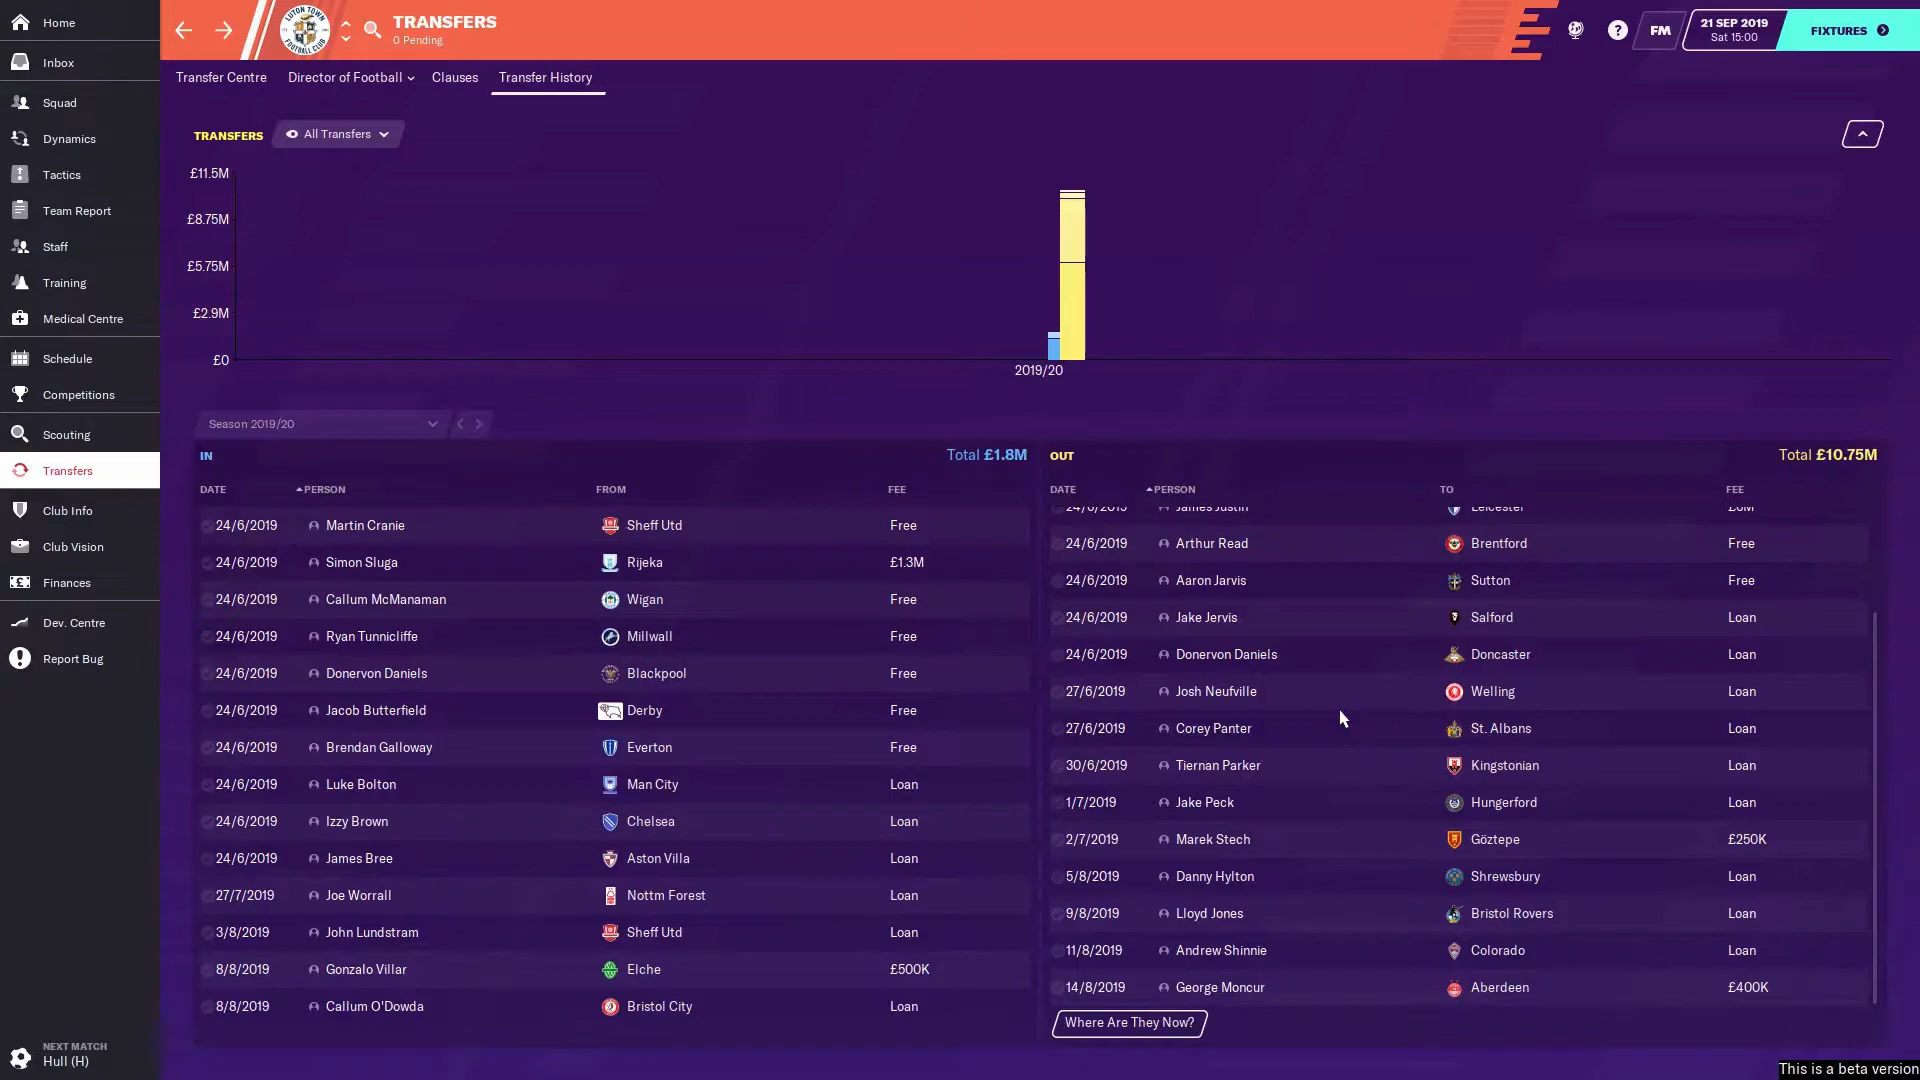 Home
Inbox
Squad
Dynamics
Tactics
Team Report
Staff
Training
Medical Centre
Schedule
Competitions
Scouting
Transfers
Club Info
Club Vision
Finances
Dev. Centre
Report Bug
NEXT MATCH
Hull (H)
LUTON TOWN
FOOTBALL CLUB
TRANSFERS
0 Pending
FM
21 SEP 2019
Sat 15:00
FIXTURES
Transfer Centre Director of Football Clauses Transfer History
TRANSFERS All Transfers
£11.5M
£8.75M
£5.75M
£2.9M
£0
2019/20
Season 2019/20
IN Total £1.8M
DATE PERSON FROM FEE
24/6/2019 Martin Cranie Sheff Utd Free
24/6/2019 Simon Sluga Rijeka £1.3M
24/6/2019 Callum McManaman Wigan Free
24/6/2019 Ryan Tunnicliffe Millwall Free
24/6/2019 Donervon Daniels Blackpool Free
24/6/2019 Jacob Butterfield Derby Free
24/6/2019 Brendan Galloway Everton Free
24/6/2019 Luke Bolton Man City Loan
24/6/2019 Izzy Brown Chelsea Loan
24/6/2019 James Bree Aston Villa Loan
27/7/2019 Joe Worrall Nottm Forest Loan
3/8/2019 John Lundstram Sheff Utd Loan
8/8/2019 Gonzalo Villar Elche £500K
8/8/2019 Callum O'Dowda Bristol City Loan
OUT Total £10.75M
DATE PERSON TO FEE
24/6/2019 James Justin Leicester £6M
24/6/2019 Arthur Read Brentford Free
24/6/2019 Aaron Jarvis Sutton Free
24/6/2019 Jake Jervis Salford Loan
24/6/2019 Donervon Daniels Doncaster Loan
27/6/2019 Josh Neufville Welling Loan
27/6/2019 Corey Panter St. Albans Loan
30/6/2019 Tiernan Parker Kingstonian Loan
1/7/2019 Jake Peck Hungerford Loan
2/7/2019 Marek Stech Göztepe £250K
5/8/2019 Danny Hylton Shrewsbury Loan
9/8/2019 Lloyd Jones Bristol Rovers Loan
11/8/2019 Andrew Shinnie Colorado Loan
14/8/2019 George Moncur Aberdeen £400K
Where Are They Now?
This is a beta version